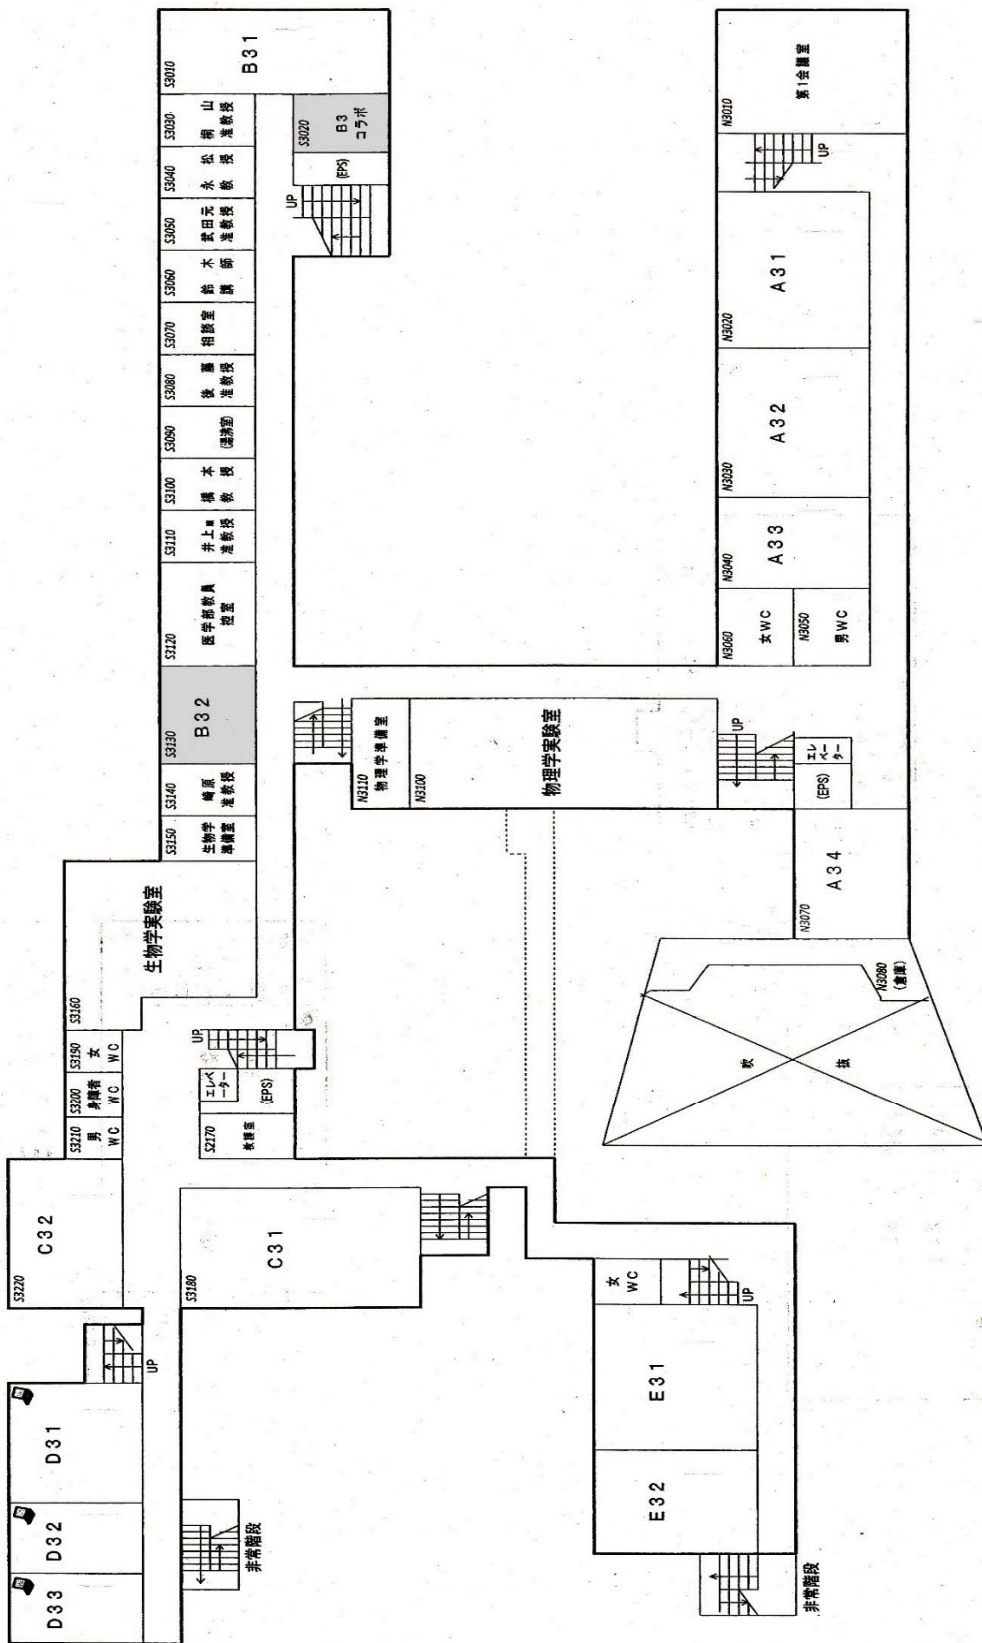 D33
D32
D31
UP
S3220
C32
S3210
男
WC
S3200
身障者
WC
S3190
女
WC
S3160
生物学実験室
S3150
生物学
準備室
S3140
崎原
准教授
S3130
B32
S3120
医学部教員
控室
S3110
井上
准教授
S3100
橋本
教授
S3090
(湯沸室)
S3080
後藤
准教授
S3070
相談室
S3060
鈴木
講師
S3050
武田元
准教授
S3040
永松
教授
S3030
桐山
准教授
S3010
B31
非常階段
S3180
C31
S2170
救護室
エレベ
ーター
(EPS)
UP
N3110
物理学準備室
N3100
物理学実験室
UP
(EPS)
エレ
ベー
ター
UP
(EPS)
S3020
B3
コラボ
非常階段
E32
E31
女
WC
UP
吹
抜
N3080
(倉庫)
N3070
A34
N3060
女WC
N3050
男WC
N3040
A33
N3030
A32
N3020
A31
UP
N3010
第1会議室